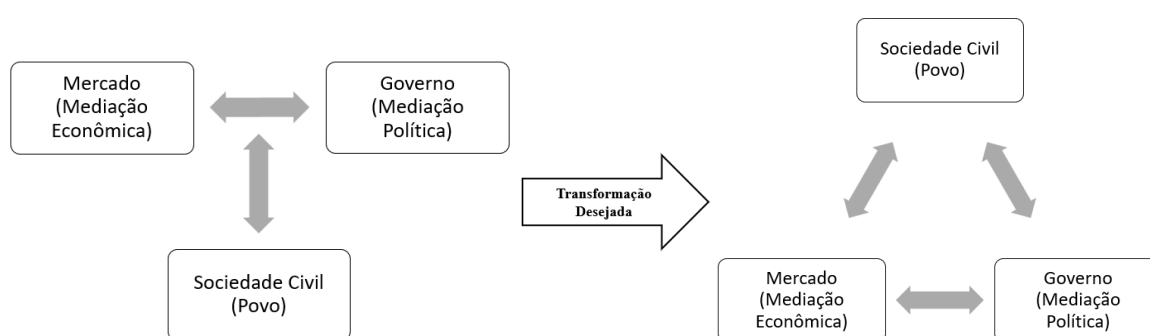 Mercado
(Mediação
Econômica)
Governo
(Mediação
Política)
Sociedade Civil
(Povo)
Transformação
Desejada
Sociedade Civil
(Povo)
Mercado
(Mediação
Econômica)
Governo
(Mediação
Política)